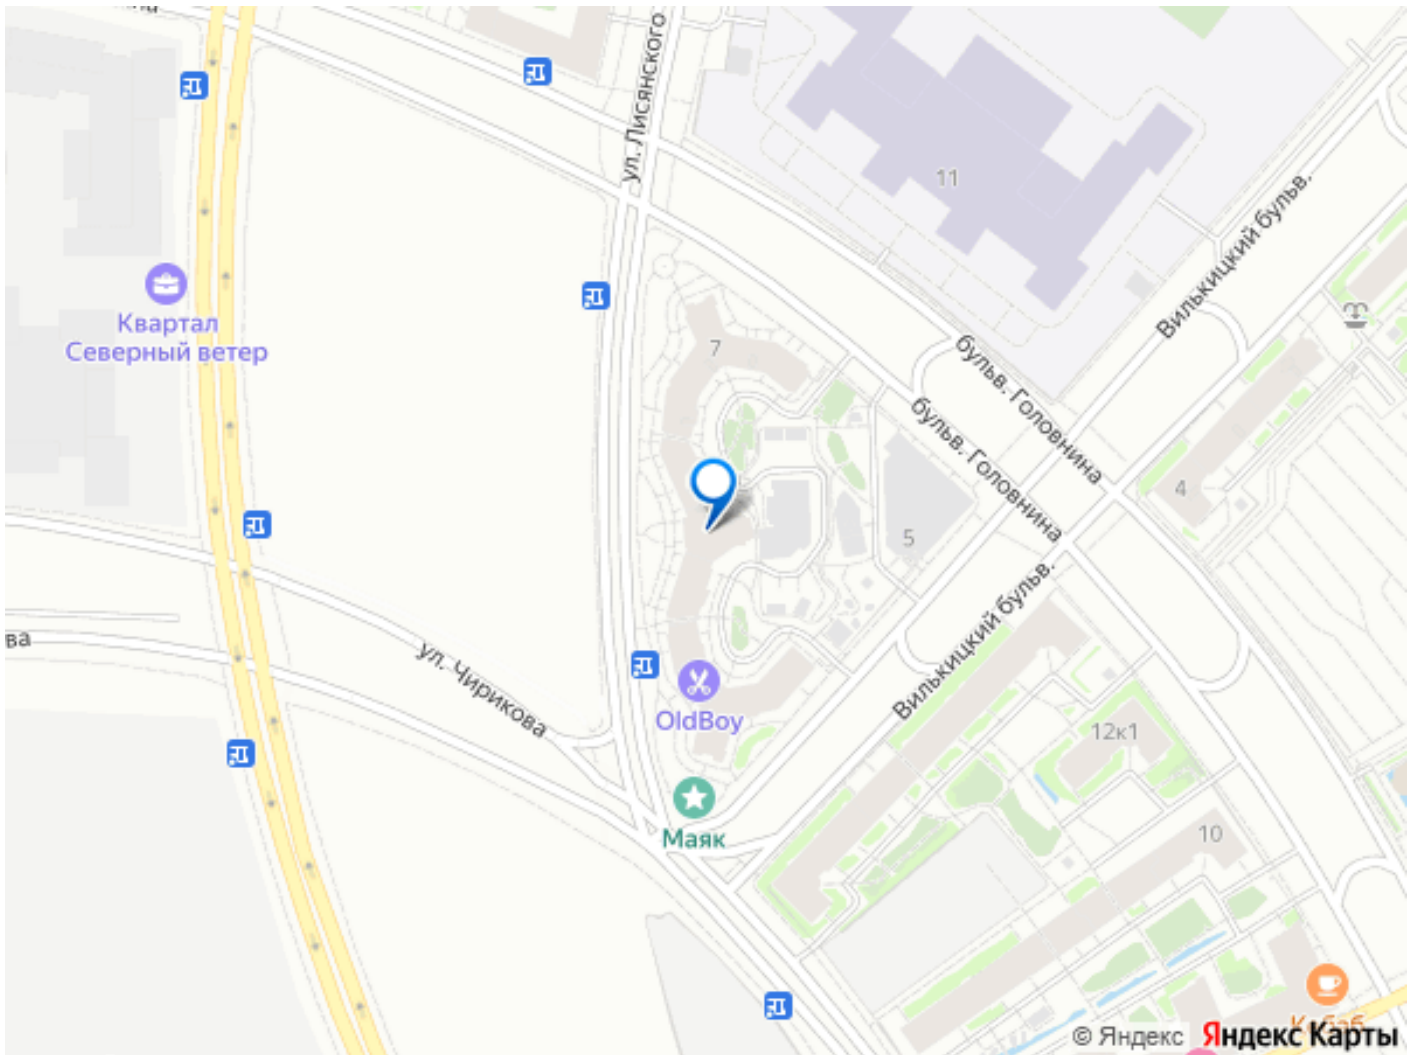 ул. Лисянского
11
Вилькицкий бульв.
Квартал
Северный ветер
7
бульв. Головнина
бульв. Головнина
4
5
ва
ул. Чирикова
Вилькицкий бульв.
OldBoy
12к1
Маяк
10
© Яндекс
Яндекс Карты